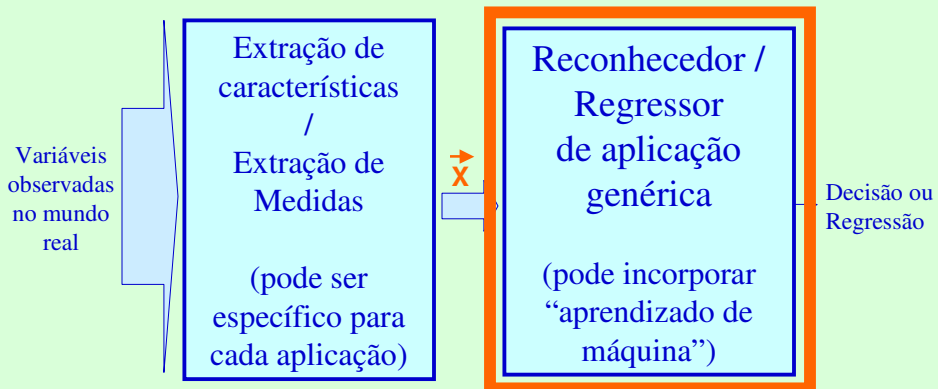 Variáveis
observadas
no mundo
real
Extração de
características
/
Extração de
Medidas
(pode ser
específico para
cada aplicação)
X
Reconhecedor /
Regressor
de aplicação
genérica
(pode incorporar
“aprendizado de
máquina”)
Decisão ou
Regressão